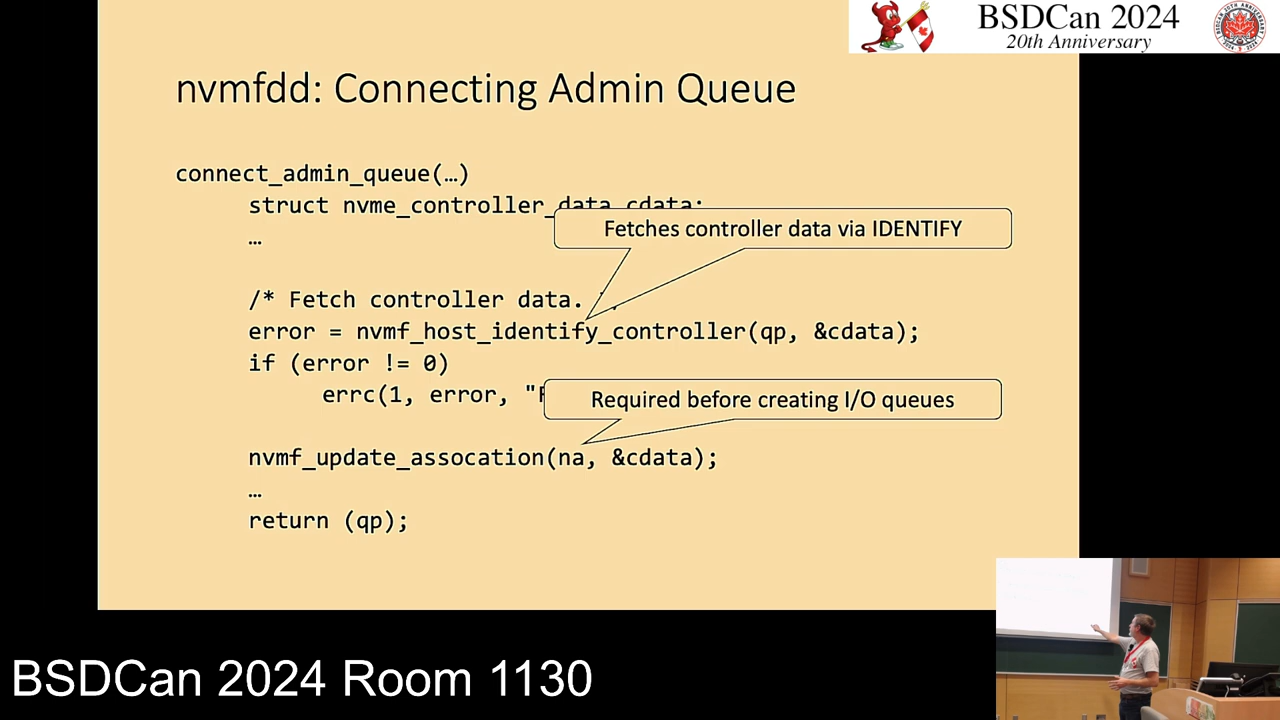 BSDCan 2024
20th Anniversary
nvmfdd: Connecting Admin Queue
connect_admin_queue(…)
struct nvme_controller_data cdata;
Fetches controller data via IDENTIFY
…
/* Fetch controller data.
error = nvmf_host_identify_controller(qp, &cdata);
if (error != 0)
errc(1, error, "F
Required before creating I/O queues
nvmf_update_assocation(na, &cdata);
…
return (qp);
BSDCan 2024 Room 1130